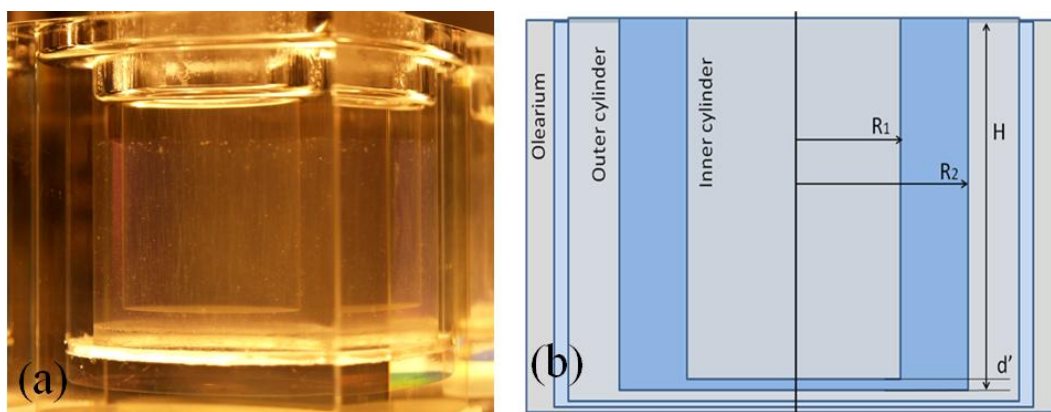 (a)
(b)
Olearium
Outer cylinder
Inner cylinder
R1
R2
H
d'